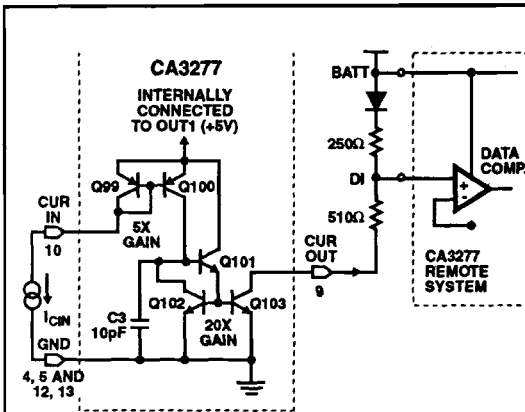 CA3277
INTERNALLY
CONNECTED
TO OUT1 (+5V)
BATT
250Ω
DI
510Ω
DATA
COMP.
+
-
CA3277
REMOTE
SYSTEM
Q99
Q100
5X
GAIN
CUR
IN
10
Q101
CUR
OUT
9
Q102
Q103
20X
GAIN
C3
10pF
ICIN
GND
4, 5 AND
12, 13